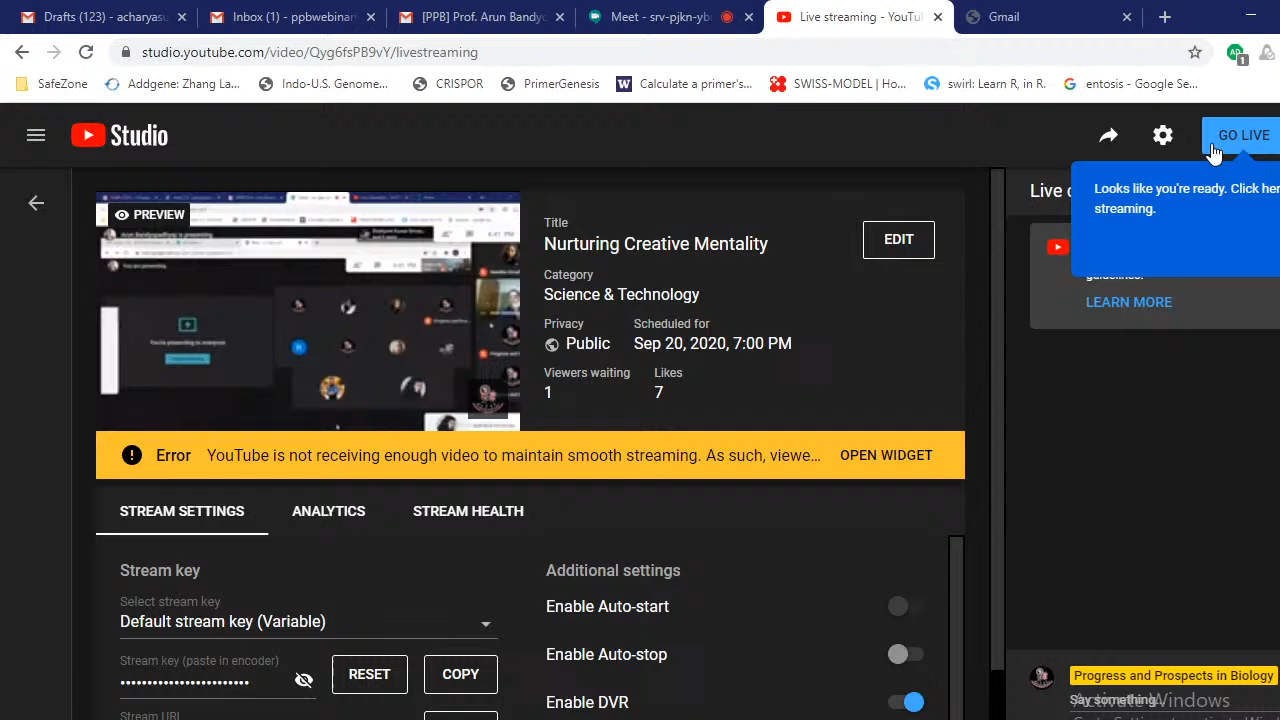 Drafts (123) - acharyasu
Inbox (1) - ppbwebinar
[PPB] Prof. Arun Bandyo
Meet - srv-pjkn-yb
Live streaming - YouTu
Gmail
studio.youtube.com/video/Qyg6fsPB9vY/livestreaming
SafeZone
Addgene: Zhang La...
Indo-U.S. Genome...
CRISPOR
PrimerGenesis
Calculate a primer's...
SWISS-MODEL | Ho...
swirl: Learn R, in R.
entosis - Google Se...
Studio
GO LIVE
Looks like you're ready. Click her
streaming.
Live c
guidelines.
LEARN MORE
PREVIEW
Title
Nurturing Creative Mentality
EDIT
Category
Science & Technology
Privacy
Public
Scheduled for
Sep 20, 2020, 7:00 PM
Viewers waiting
1
Likes
7
Error YouTube is not receiving enough video to maintain smooth streaming. As such, viewe... OPEN WIDGET
STREAM SETTINGS
ANALYTICS
STREAM HEALTH
Stream key
Select stream key
Default stream key (Variable)
Stream key (paste in encoder)
RESET
COPY
Stream URL
Additional settings
Enable Auto-start
Enable Auto-stop
Enable DVR
Progress and Prospects in Biology
Say something...
Activate Windows